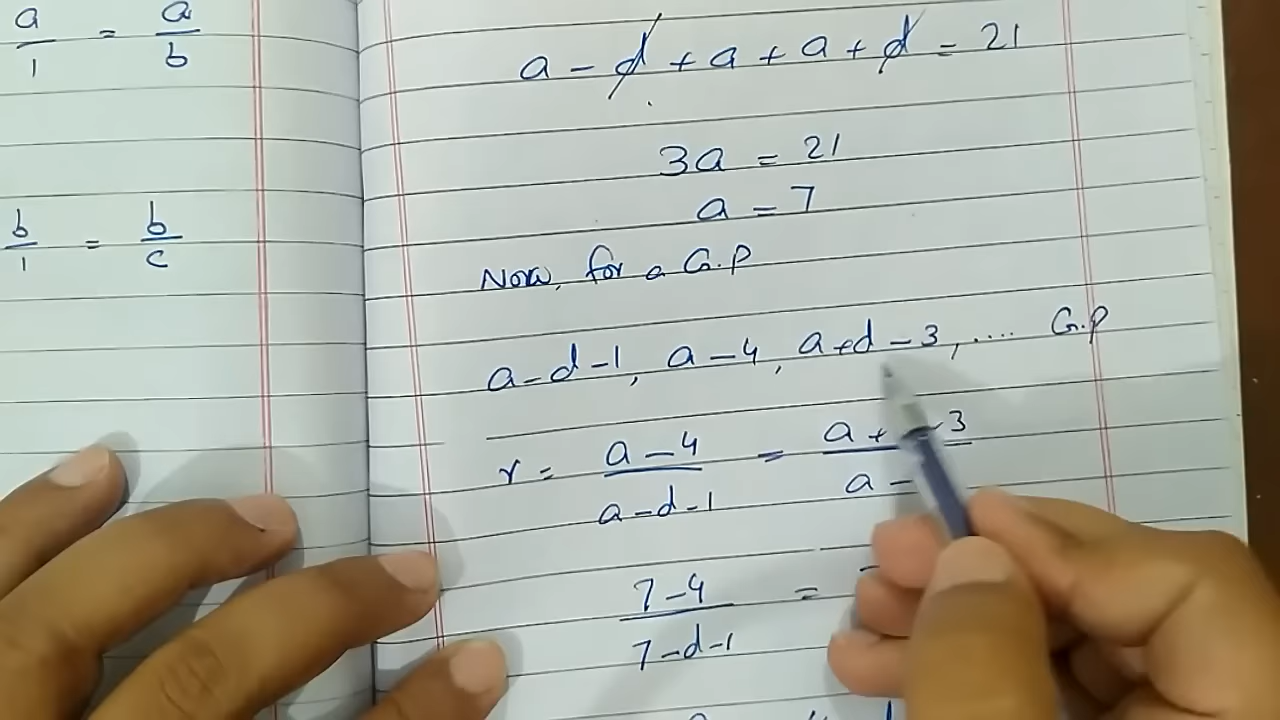 a/1 = a/b
b/1 = b/c
a - d + a + a + d = 21
3a = 21
a = 7
Now, for a G.P
a-d-1, a-4, a+d-3, .... G.P
r = a-4/a-d-1 = a+ -3/a-
7-4/7-d-1 =